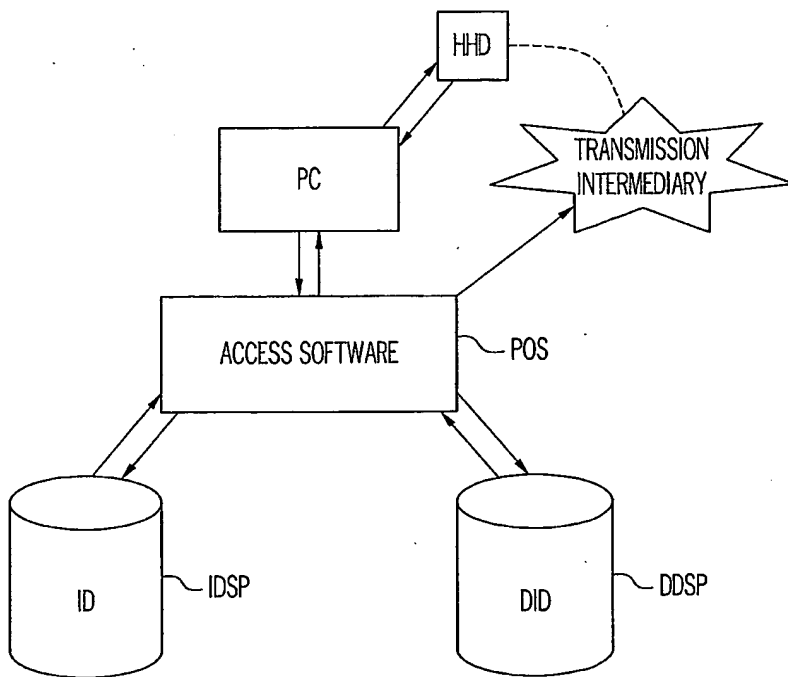 HHD
TRANSMISSION
INTERMEDIARY
PC
ACCESS SOFTWARE
POS
ID
IDSP
DID
DDSP